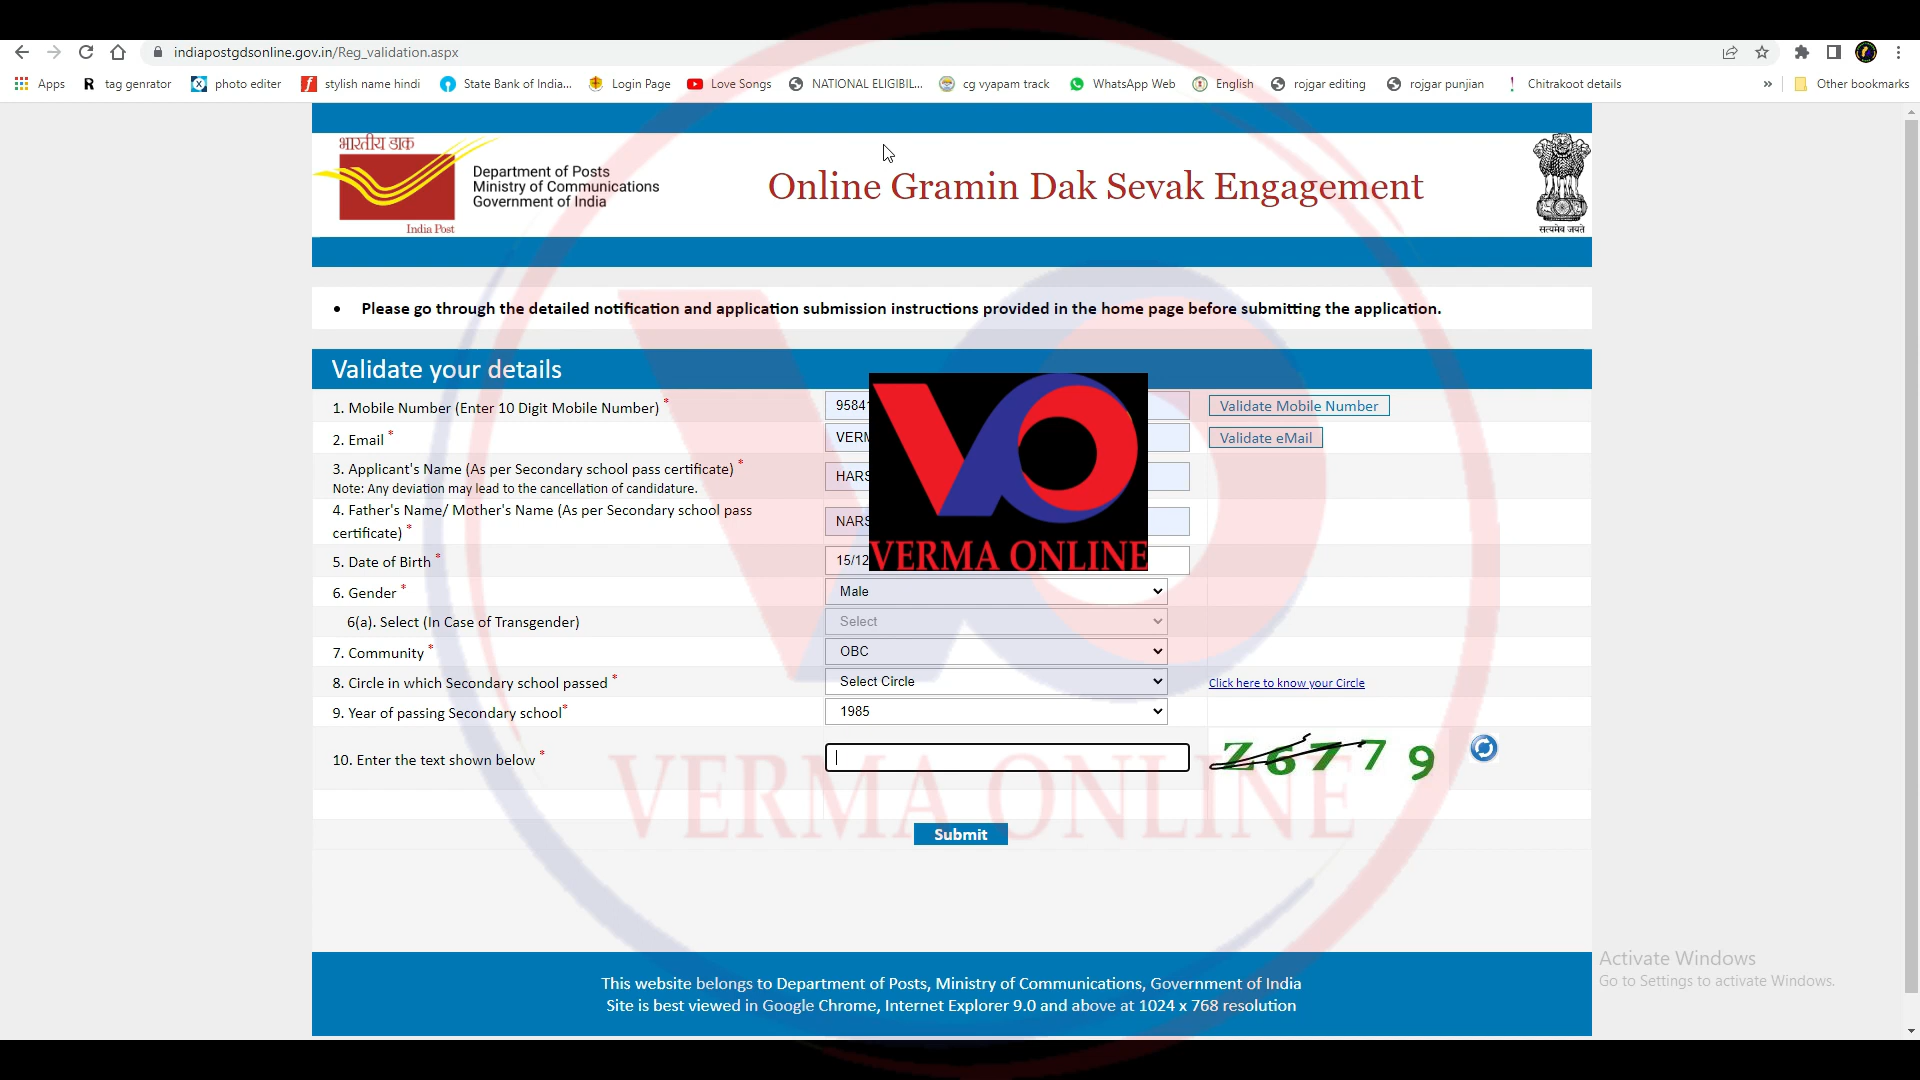 indiapostgdsonline.gov.in/Reg_validation.aspx
Apps
R tag genrator
photo editer
stylish name hindi
State Bank of India...
Login Page
Love Songs
NATIONAL ELIGIBIL...
cg vyapam track
WhatsApp Web
English
rojgar editing
rojgar punjian
Chitrakoot details
»
Other bookmarks
भारतीय डाक
India Post
Department of Posts
Ministry of Communications
Government of India
Online Gramin Dak Sevak Engagement
सत्यमेव जयते
• Please go through the detailed notification and application submission instructions provided in the home page before submitting the application.
Validate your details
1. Mobile Number (Enter 10 Digit Mobile Number) *
9584
Validate Mobile Number
2. Email *
VERM
Validate eMail
3. Applicant's Name (As per Secondary school pass certificate) *
Note: Any deviation may lead to the cancellation of candidature.
HARS
4. Father's Name/ Mother's Name (As per Secondary school pass
certificate) *
NARS
5. Date of Birth *
15/12
VERMA ONLINE
6. Gender *
Male
6(a). Select (In Case of Transgender)
Select
7. Community *
OBC
8. Circle in which Secondary school passed *
Select Circle
Click here to know your Circle
9. Year of passing Secondary school*
1985
10. Enter the text shown below *
Z6779
VERMA ONLINE
Submit
Activate Windows
Go to Settings to activate Windows.
This website belongs to Department of Posts, Ministry of Communications, Government of India
Site is best viewed in Google Chrome, Internet Explorer 9.0 and above at 1024 x 768 resolution